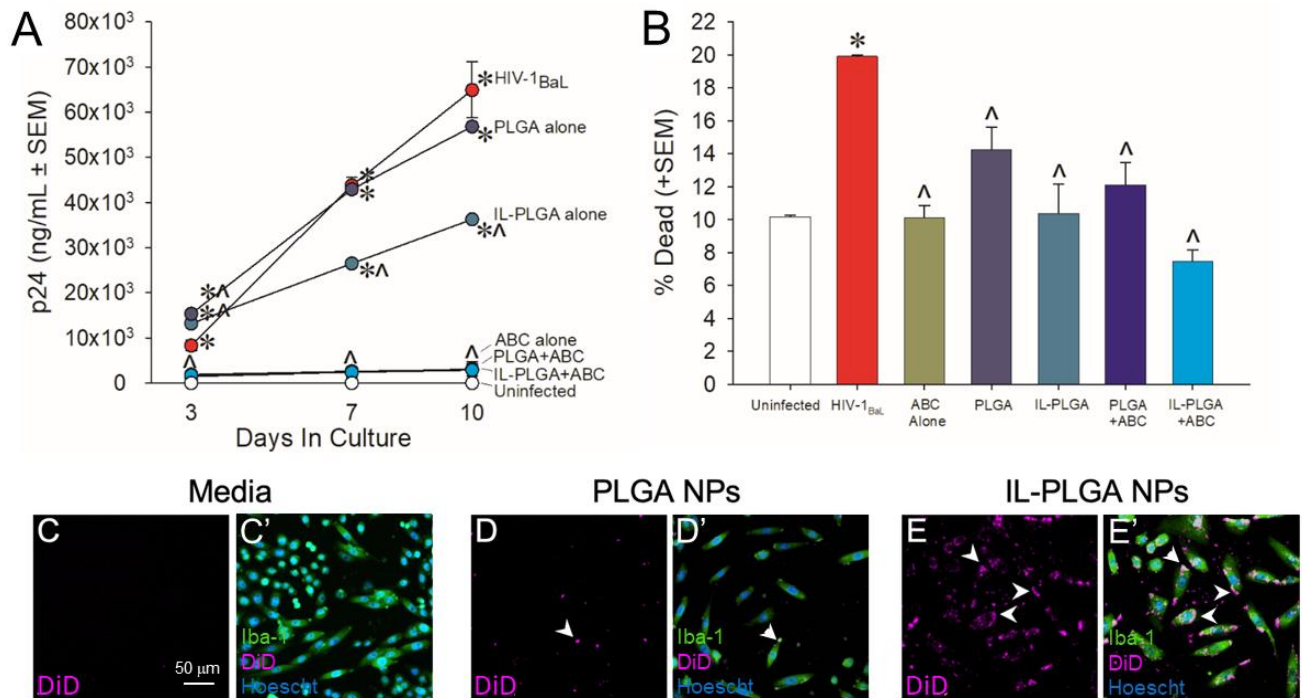 A
p24 (ng/mL ± SEM)
80x10³
70x10³
60x10³
50x10³
40x10³
30x10³
20x10³
10x10³
0
*HIV-1BaL
PLGA alone
*
*
*
IL-PLGA alone
*^
*^
*^
*^
*
^
^
^
ABC alone
PLGA+ABC
IL-PLGA+ABC
Uninfected
3
7
10
Days In Culture
B
% Dead (+SEM)
22
20
18
16
14
12
10
8
6
4
2
0
*
^
^
^
^
^
Uninfected
HIV-1BaL
ABC
Alone
PLGA
IL-PLGA
PLGA
+ABC
IL-PLGA
+ABC
Media
PLGA NPs
IL-PLGA NPs
C
DiD
50 μm
C'
Iba-1
DiD
Hoescht
D
DiD
D'
Iba-1
DiD
Hoescht
E
DiD
E'
Iba-1
DiD
Hoescht